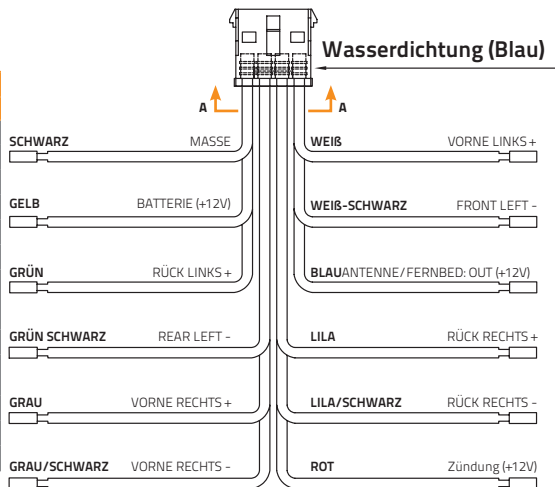 Wasserdichtung (Blau)
A A
SCHWARZ MASSE
GELB BATTERIE (+12V)
GRÜN RÜCK LINKS +
GRÜN SCHWARZ REAR LEFT -
GRAU VORNE RECHTS +
GRAU/SCHWARZ VORNE RECHTS -
WEIß VORNE LINKS +
WEIß-SCHWARZ FRONT LEFT -
BLAUANTENNE/FERNBED: OUT (+12V)
LILA RÜCK RECHTS +
LILA/SCHWARZ RÜCK RECHTS -
ROT Zündung (+12V)